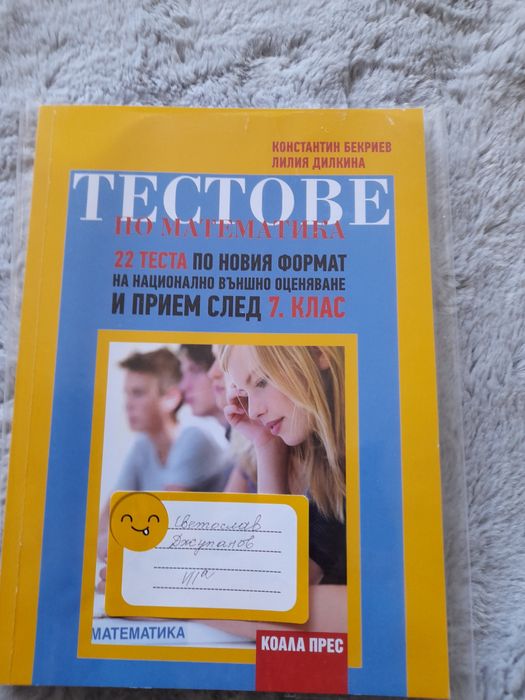 КОНСТАНТИН БЕКРИЕВ
ЛИЛИЯ ДИЛКИНА
ТЕСТОВЕ
ПО МАТЕМАТИКА
22 ТЕСТА ПО НОВИЯ ФОРМАТ
НА НАЦИОНАЛНО ВЪНШНО ОЦЕНЯВАНЕ
И ПРИЕМ СЛЕД 7. КЛАС
Светослав
Джупанов
МАТЕМАТИКА
КОАЛА ПРЕС